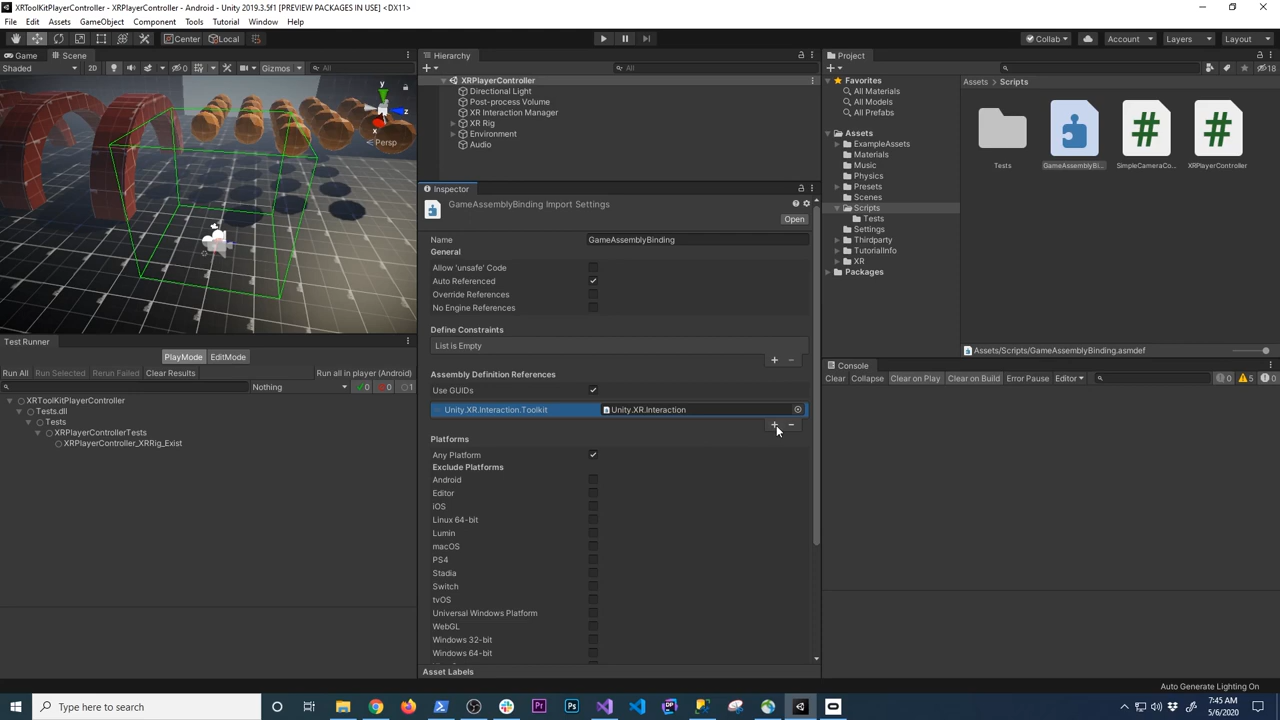 XRToolKitPlayerController - XRPlayerController - Android - Unity 2019.3.5f1 [PREVIEW PACKAGES IN USE] <DX11>
File Edit Assets GameObject Component Tools Tutorial Window Help
Center Local
Collab Account Layers Layout
Game Scene
Shaded 2D 0 Gizmos All
y
z
x
Persp
Test Runner
PlayMode EditMode
Run All Run Selected Rerun Failed Clear Results Run all in player (Android)
Nothing 0 0 1
XRToolKitPlayerController
Tests.dll
Tests
XRPlayerControllerTests
XRPlayerController_XRRig_Exist
Hierarchy
All
XRPlayerController
Directional Light
Post-process Volume
XR Interaction Manager
XR Rig
Environment
Audio
Inspector
GameAssemblyBinding Import Settings
Open
Name GameAssemblyBinding
General
Allow 'unsafe' Code
Auto Referenced
Override References
No Engine References
Define Constraints
List is Empty
Assembly Definition References
Use GUIDs
Unity.XR.Interaction.Toolkit Unity.XR.Interaction
Platforms
Any Platform
Exclude Platforms
Android
Editor
iOS
Linux 64-bit
Lumin
macOS
PS4
Stadia
Switch
tvOS
Universal Windows Platform
WebGL
Windows 32-bit
Windows 64-bit
Asset Labels
Project
18
Favorites
All Materials
All Models
All Prefabs
Assets
ExampleAssets
Materials
Music
Physics
Presets
Scenes
Scripts
Tests
Settings
Thirdparty
TutorialInfo
XR
Packages
Assets > Scripts
Tests GameAssemblyBi... SimpleCameraCo... XRPlayerController
Assets/Scripts/GameAssemblyBinding.asmdef
Console
Clear Collapse Clear on Play Clear on Build Error Pause Editor 0 5 0
Auto Generate Lighting On
Type here to search
7:45 AM
5/6/2020